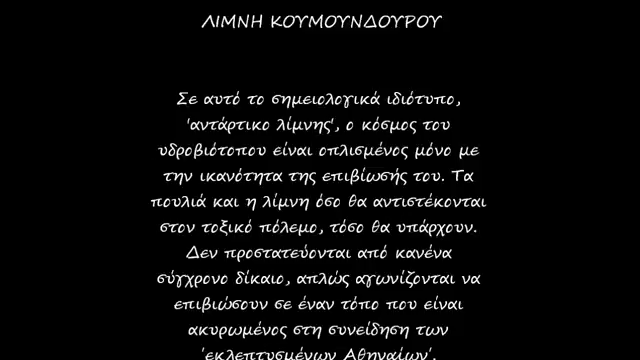 ΛΙΜΝΗ ΚΟΥΜΟΥΝΔΟΥΡΟΥ
Σε αυτό το σημειολογικά ιδιότυπο,
'αντάρτικο λίμνης', ο κόσμος του
υδροβιότοπου είναι οπλισμένος μόνο με
την ικανότητα της επιβίωσής του. Τα
πουλιά και η λίμνη όσο θα αντιστέκονται
στον τοξικό πόλεμο, τόσο θα υπάρχουν.
Δεν προστατεύονται από κανένα
σύγχρονο δίκαιο, απλώς αγωνίζονται να
επιβιώσουν σε έναν τόπο που είναι
ακυρωμένος στη συνείδηση των
'εκλεπτυσμένων Αθηναίων'.